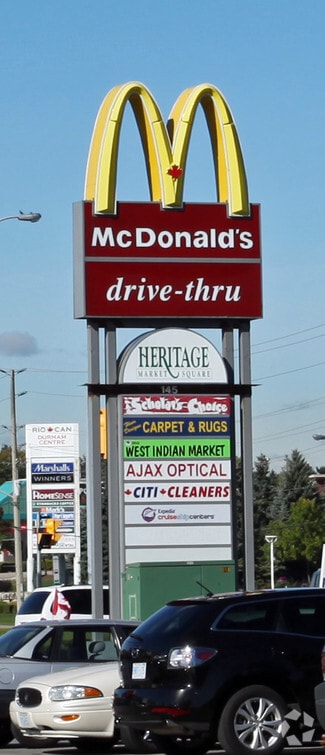 McDonald's
drive-thru
HERITAGE
MARKET SQUARE
145
Scholar's Choice
CARPET & RUGS
WEST INDIAN MARKET
AJAX OPTICAL
CITI CLEANERS
Expedia
cruiseshipcenters
RIO CAN
DURHAM
CENTRE
Marshalls
WINNERS
HOMESENSE
Mark's